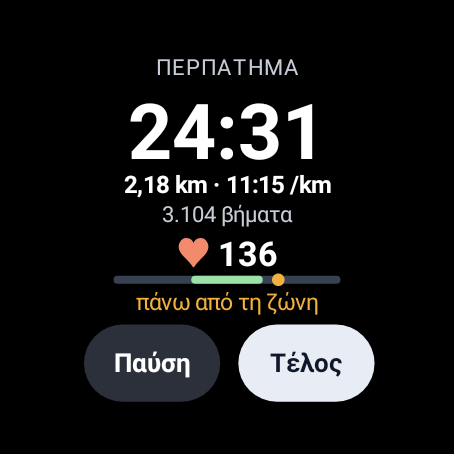 ΠΕΡΠΑΤΗΜΑ
24:31
2,18 km · 11:15 /km
3.104 βήματα
136
πάνω από τη ζώνη
Παύση Τέλος